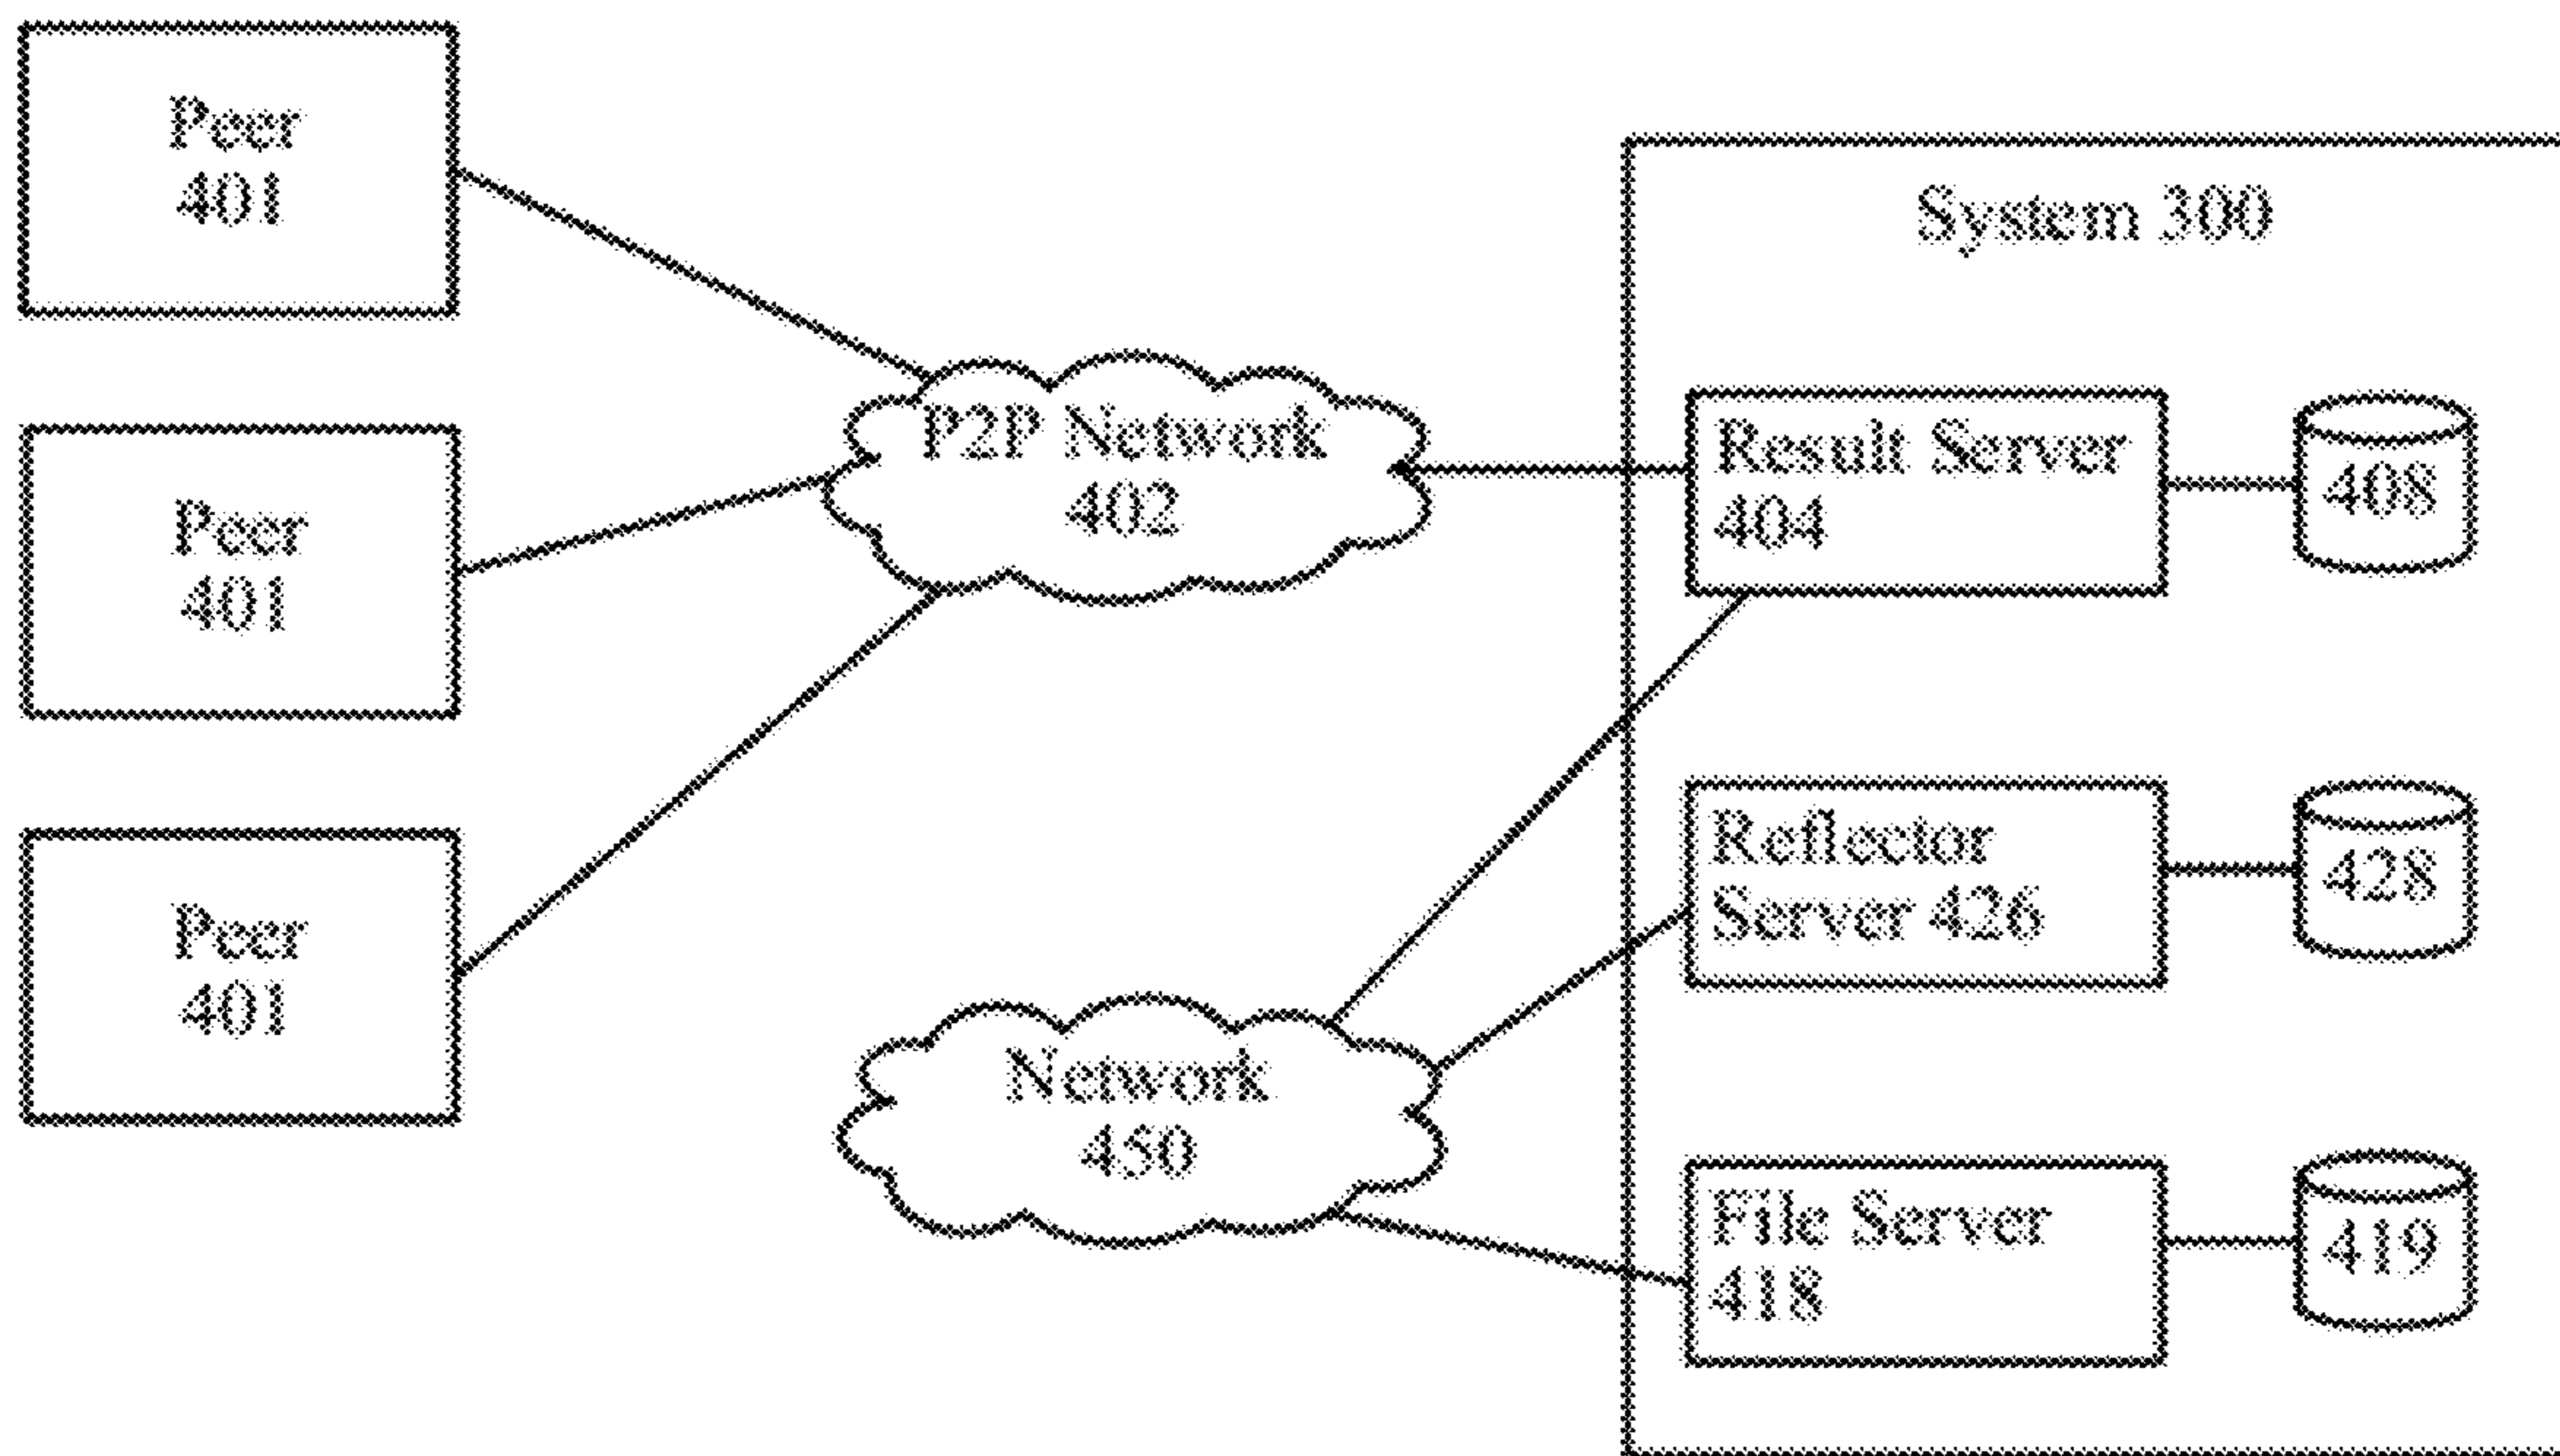 Peer
401
Peer
401
Peer
401
P2P Network
402
Network
450
System 300
Result Server
404
408
Reflector
Server 426
428
File Server
418
419